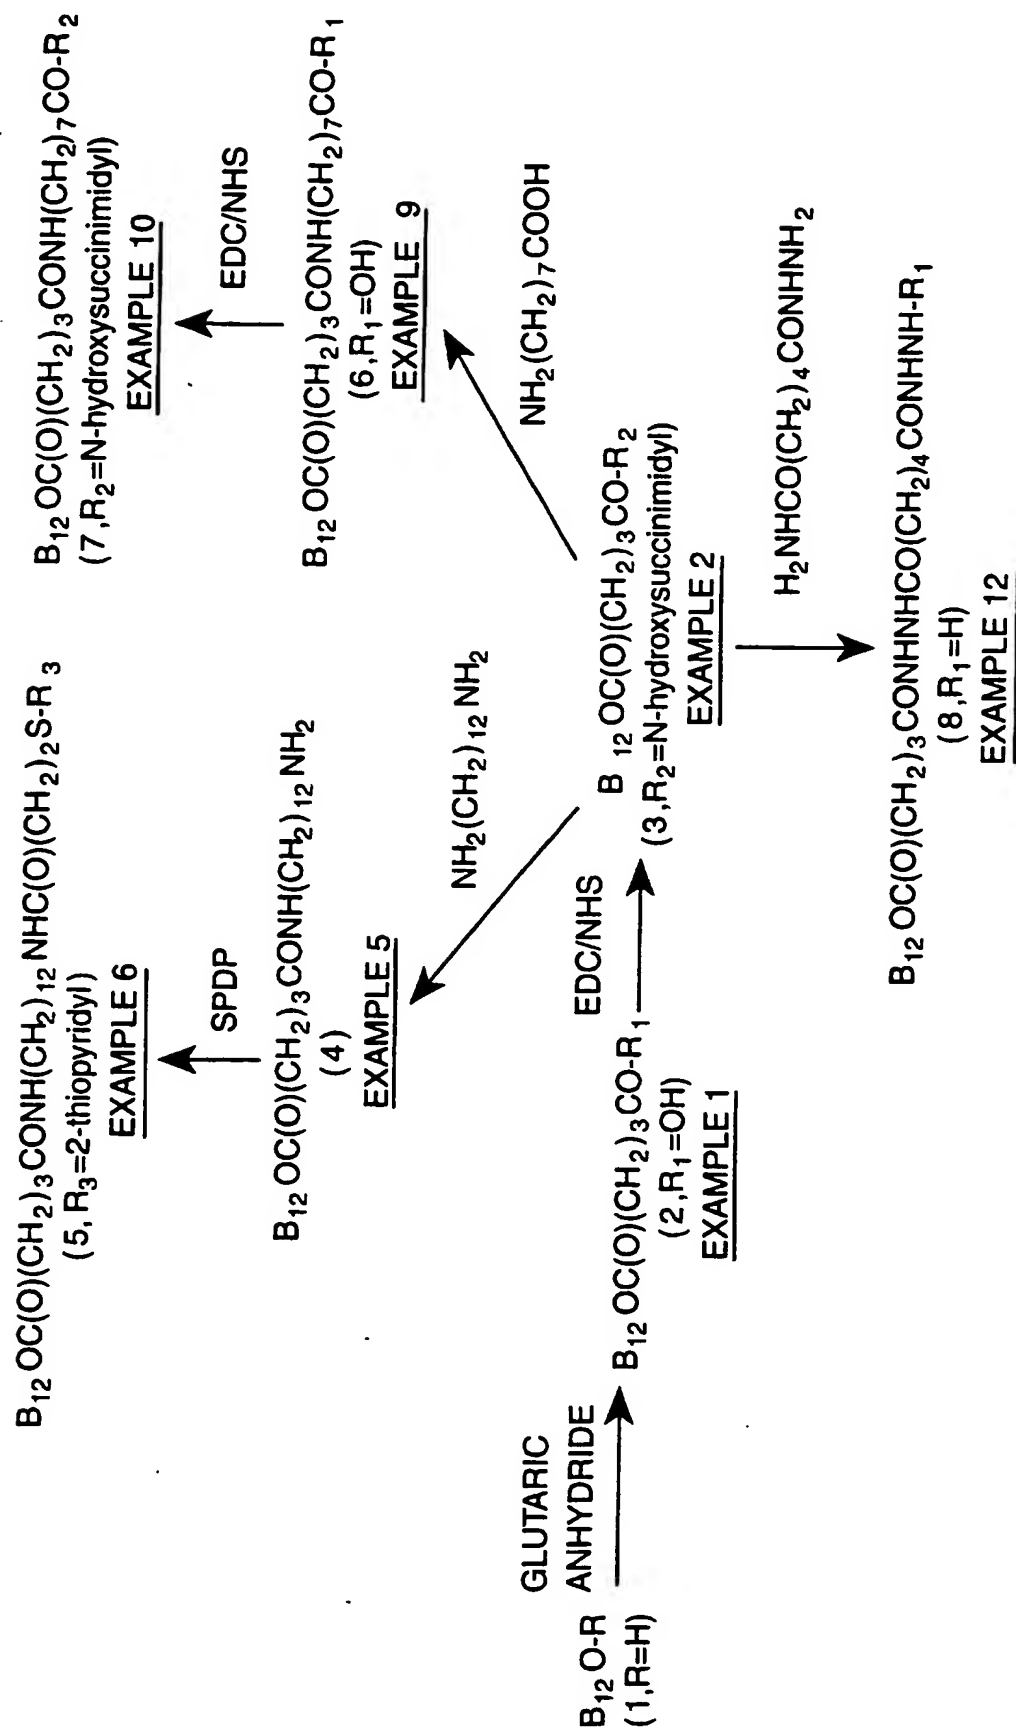 B12OC(O)(CH2)3CONH(CH2)12NHC(O)(CH2)2S-R3
(5, R3=2-thiopyridyl)
EXAMPLE 6
SPDP
B12OC(O)(CH2)3CONH(CH2)12NH2
(4)
EXAMPLE 5
NH2(CH2)12NH2
B12OC(O)(CH2)3CONH(CH2)7CO-R2
(7,R2=N-hydroxysuccinimidyl)
EXAMPLE 10
EDC/NHS
B12OC(O)(CH2)3CONH(CH2)7CO-R1
(6,R1=OH)
EXAMPLE 9
NH2(CH2)7COOH
GLUTARIC
ANHYDRIDE
B12O-R
(1,R=H)
B12OC(O)(CH2)3CO-R1
(2,R1=OH)
EXAMPLE 1
EDC/NHS
B12OC(O)(CH2)3CO-R2
(3,R2=N-hydroxysuccinimidyl)
EXAMPLE 2
H2NHCO(CH2)4CONHNH2
B12OC(O)(CH2)3CONHNHCO(CH2)4CONHNH-R1
(8,R1=H)
EXAMPLE 12